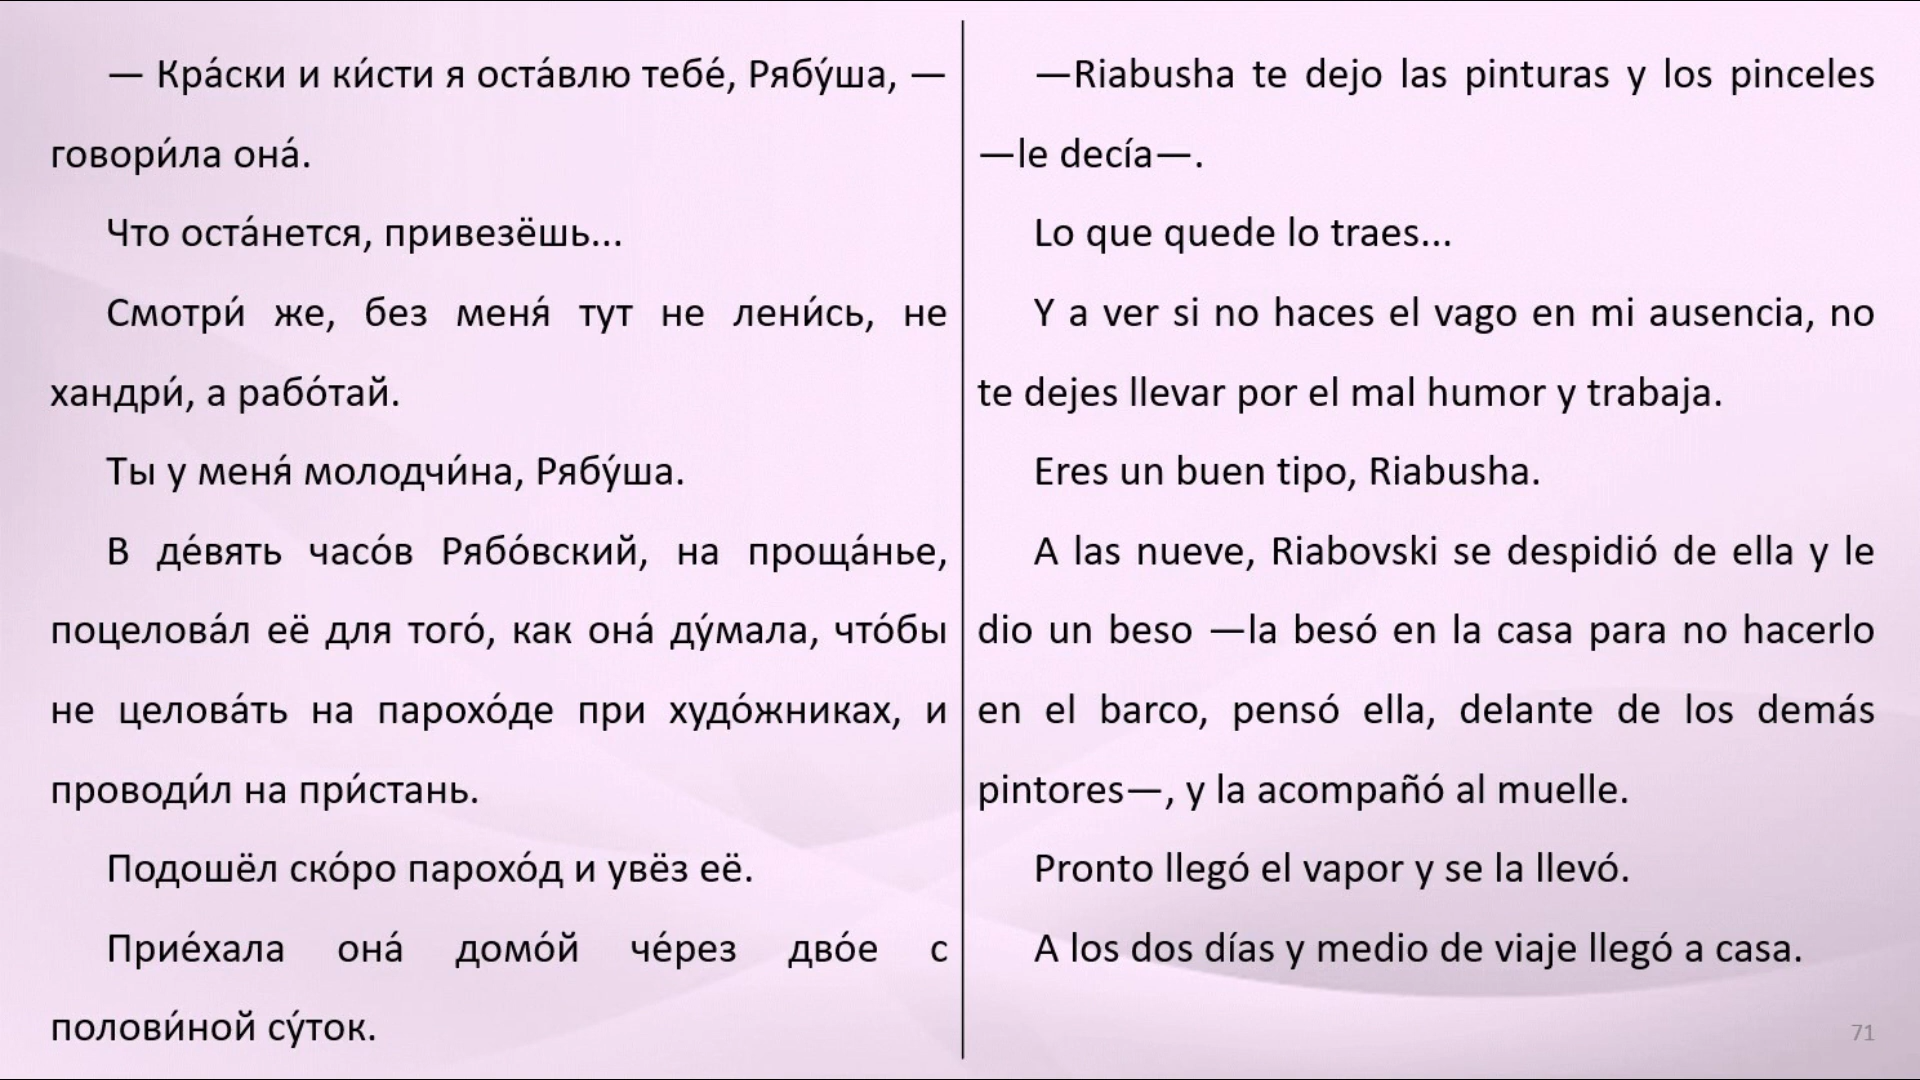 — Кра́ски и ки́сти я оста́влю тебе́, Рябу́ша, —
говори́ла она́.
Что оста́нется, привезёшь...
Смотри́ же, без меня́ тут не лени́сь, не
хандри́, а рабо́тай.
Ты у меня́ молодчи́на, Рябу́ша.
В де́вять часо́в Рябо́вский, на проща́нье,
поцелова́л её для того́, как она́ ду́мала, что́бы
не целова́ть на парохо́де при худо́жниках, и
проводи́л на при́стань.
Подошёл ско́ро парохо́д и увёз её.
Прие́хала она́ домо́й че́рез дво́е с
полови́ной су́ток.
—Riabusha te dejo las pinturas y los pinceles
—le decía—.
Lo que quede lo traes...
Y a ver si no haces el vago en mi ausencia, no
te dejes llevar por el mal humor y trabaja.
Eres un buen tipo, Riabusha.
A las nueve, Riabovski se despidió de ella y le
dio un beso —la besó en la casa para no hacerlo
en el barco, pensó ella, delante de los demás
pintores—, y la acompañó al muelle.
Pronto llegó el vapor y se la llevó.
A los dos días y medio de viaje llegó a casa.
71